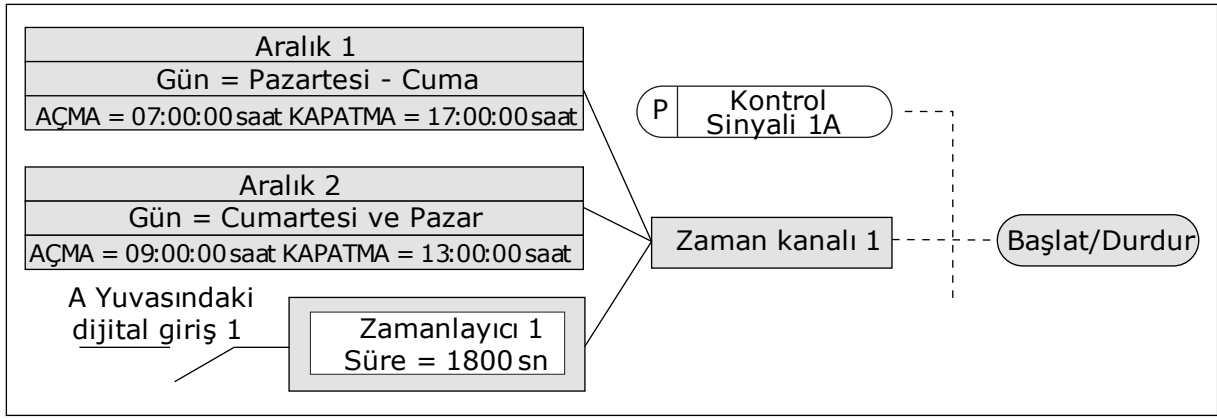 Aralık 1
Gün = Pazartesi - Cuma
AÇMA = 07:00:00 saat KAPATMA = 17:00:00 saat
Aralık 2
Gün = Cumartesi ve Pazar
AÇMA = 09:00:00 saat KAPATMA = 13:00:00 saat
A Yuvasındaki
dijital giriş 1
Zamanlayıcı 1
Süre = 1800 sn
P
Kontrol
Sinyali 1A
Zaman kanalı 1
Başlat/Durdur